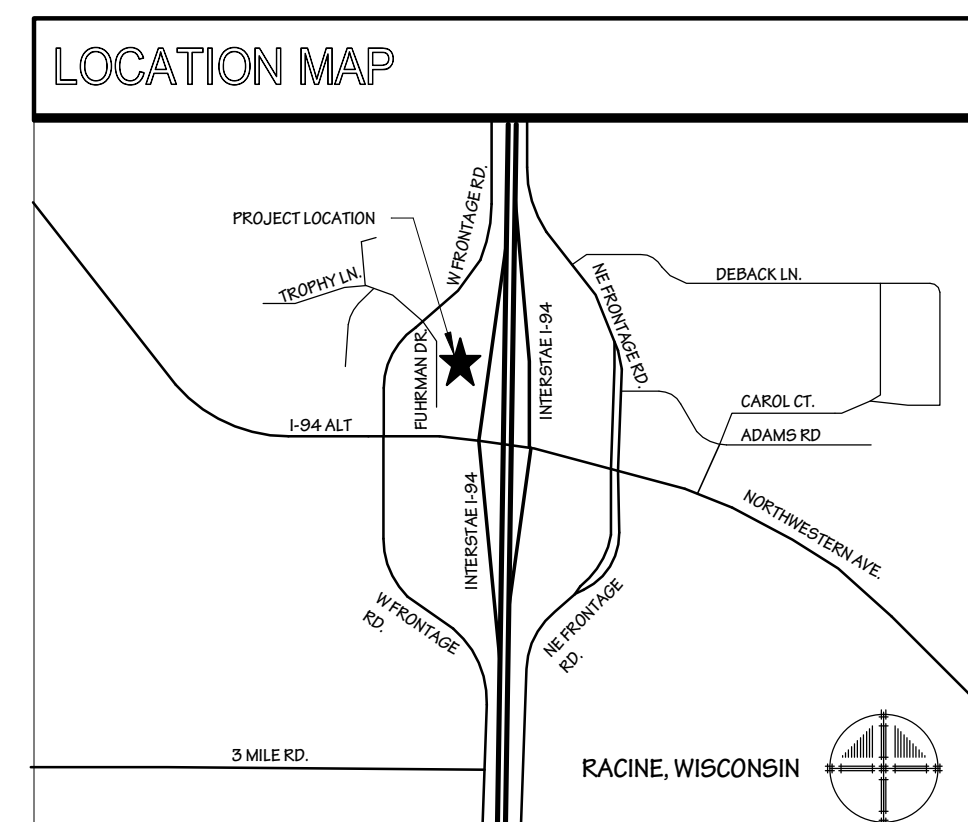 LOCATION MAP
PROJECT LOCATION
W FRONTAGE RD.
TROPHY LN.
NE FRONTAGE RD.
DEBACK LN.
FUHRMAN DR.
INTERSTAE I-94
CAROL CT.
I-94 ALT
ADAMS RD
INTERSTAE I-94
NORTHWESTERN AVE.
W FRONTAGE
RD.
NE FRONTAGE
RD.
3 MILE RD.
RACINE, WISCONSIN